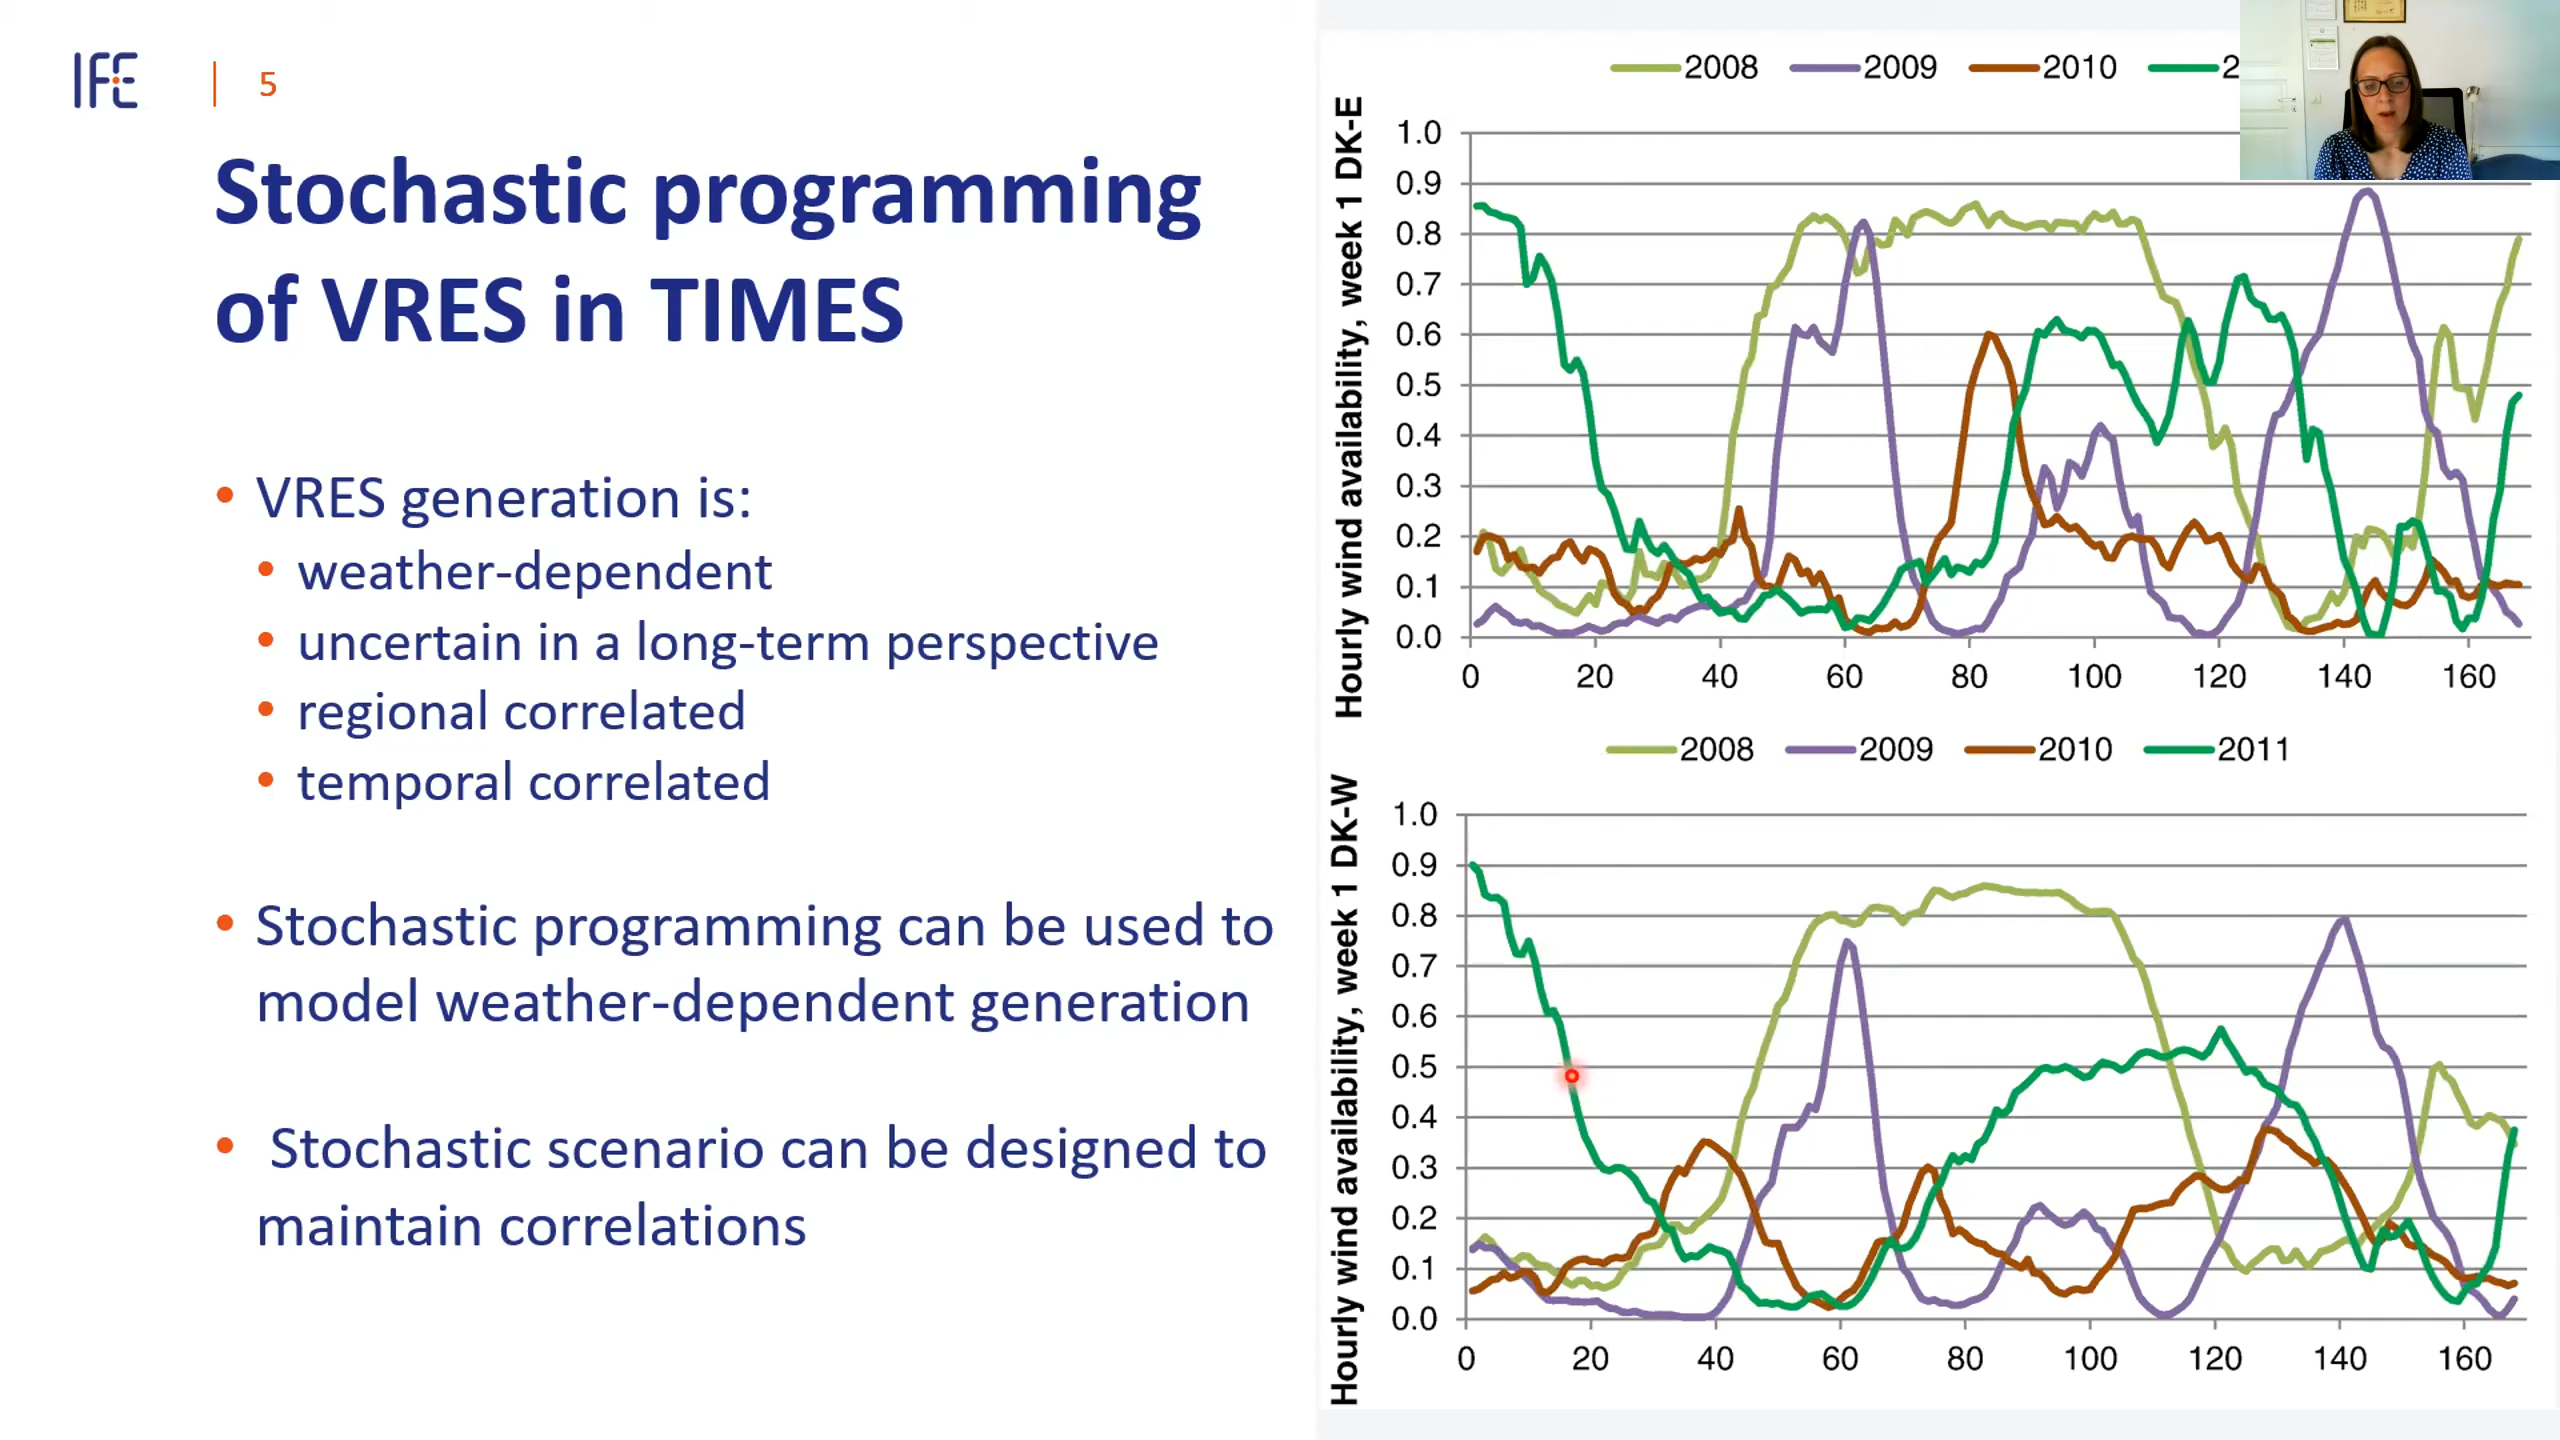 IFE
5
Stochastic programming
of VRES in TIMES
• VRES generation is:
• weather-dependent
• uncertain in a long-term perspective
• regional correlated
• temporal correlated
• Stochastic programming can be used to
model weather-dependent generation
• Stochastic scenario can be designed to
maintain correlations
2008 2009 2010 2
Hourly wind availability, week 1 DK-E
1.0
0.9
0.8
0.7
0.6
0.5
0.4
0.3
0.2
0.1
0.0
0 20 40 60 80 100 120 140 160
2008 2009 2010 2011
Hourly wind availability, week 1 DK-W
1.0
0.9
0.8
0.7
0.6
0.5
0.4
0.3
0.2
0.1
0.0
0 20 40 60 80 100 120 140 160